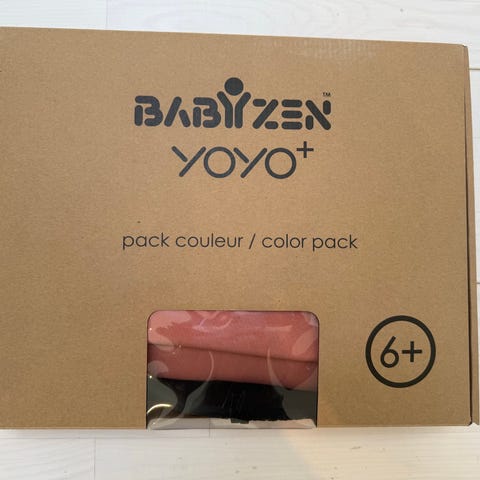 BABYZEN™
YOYO+
pack couleur / color pack
6+